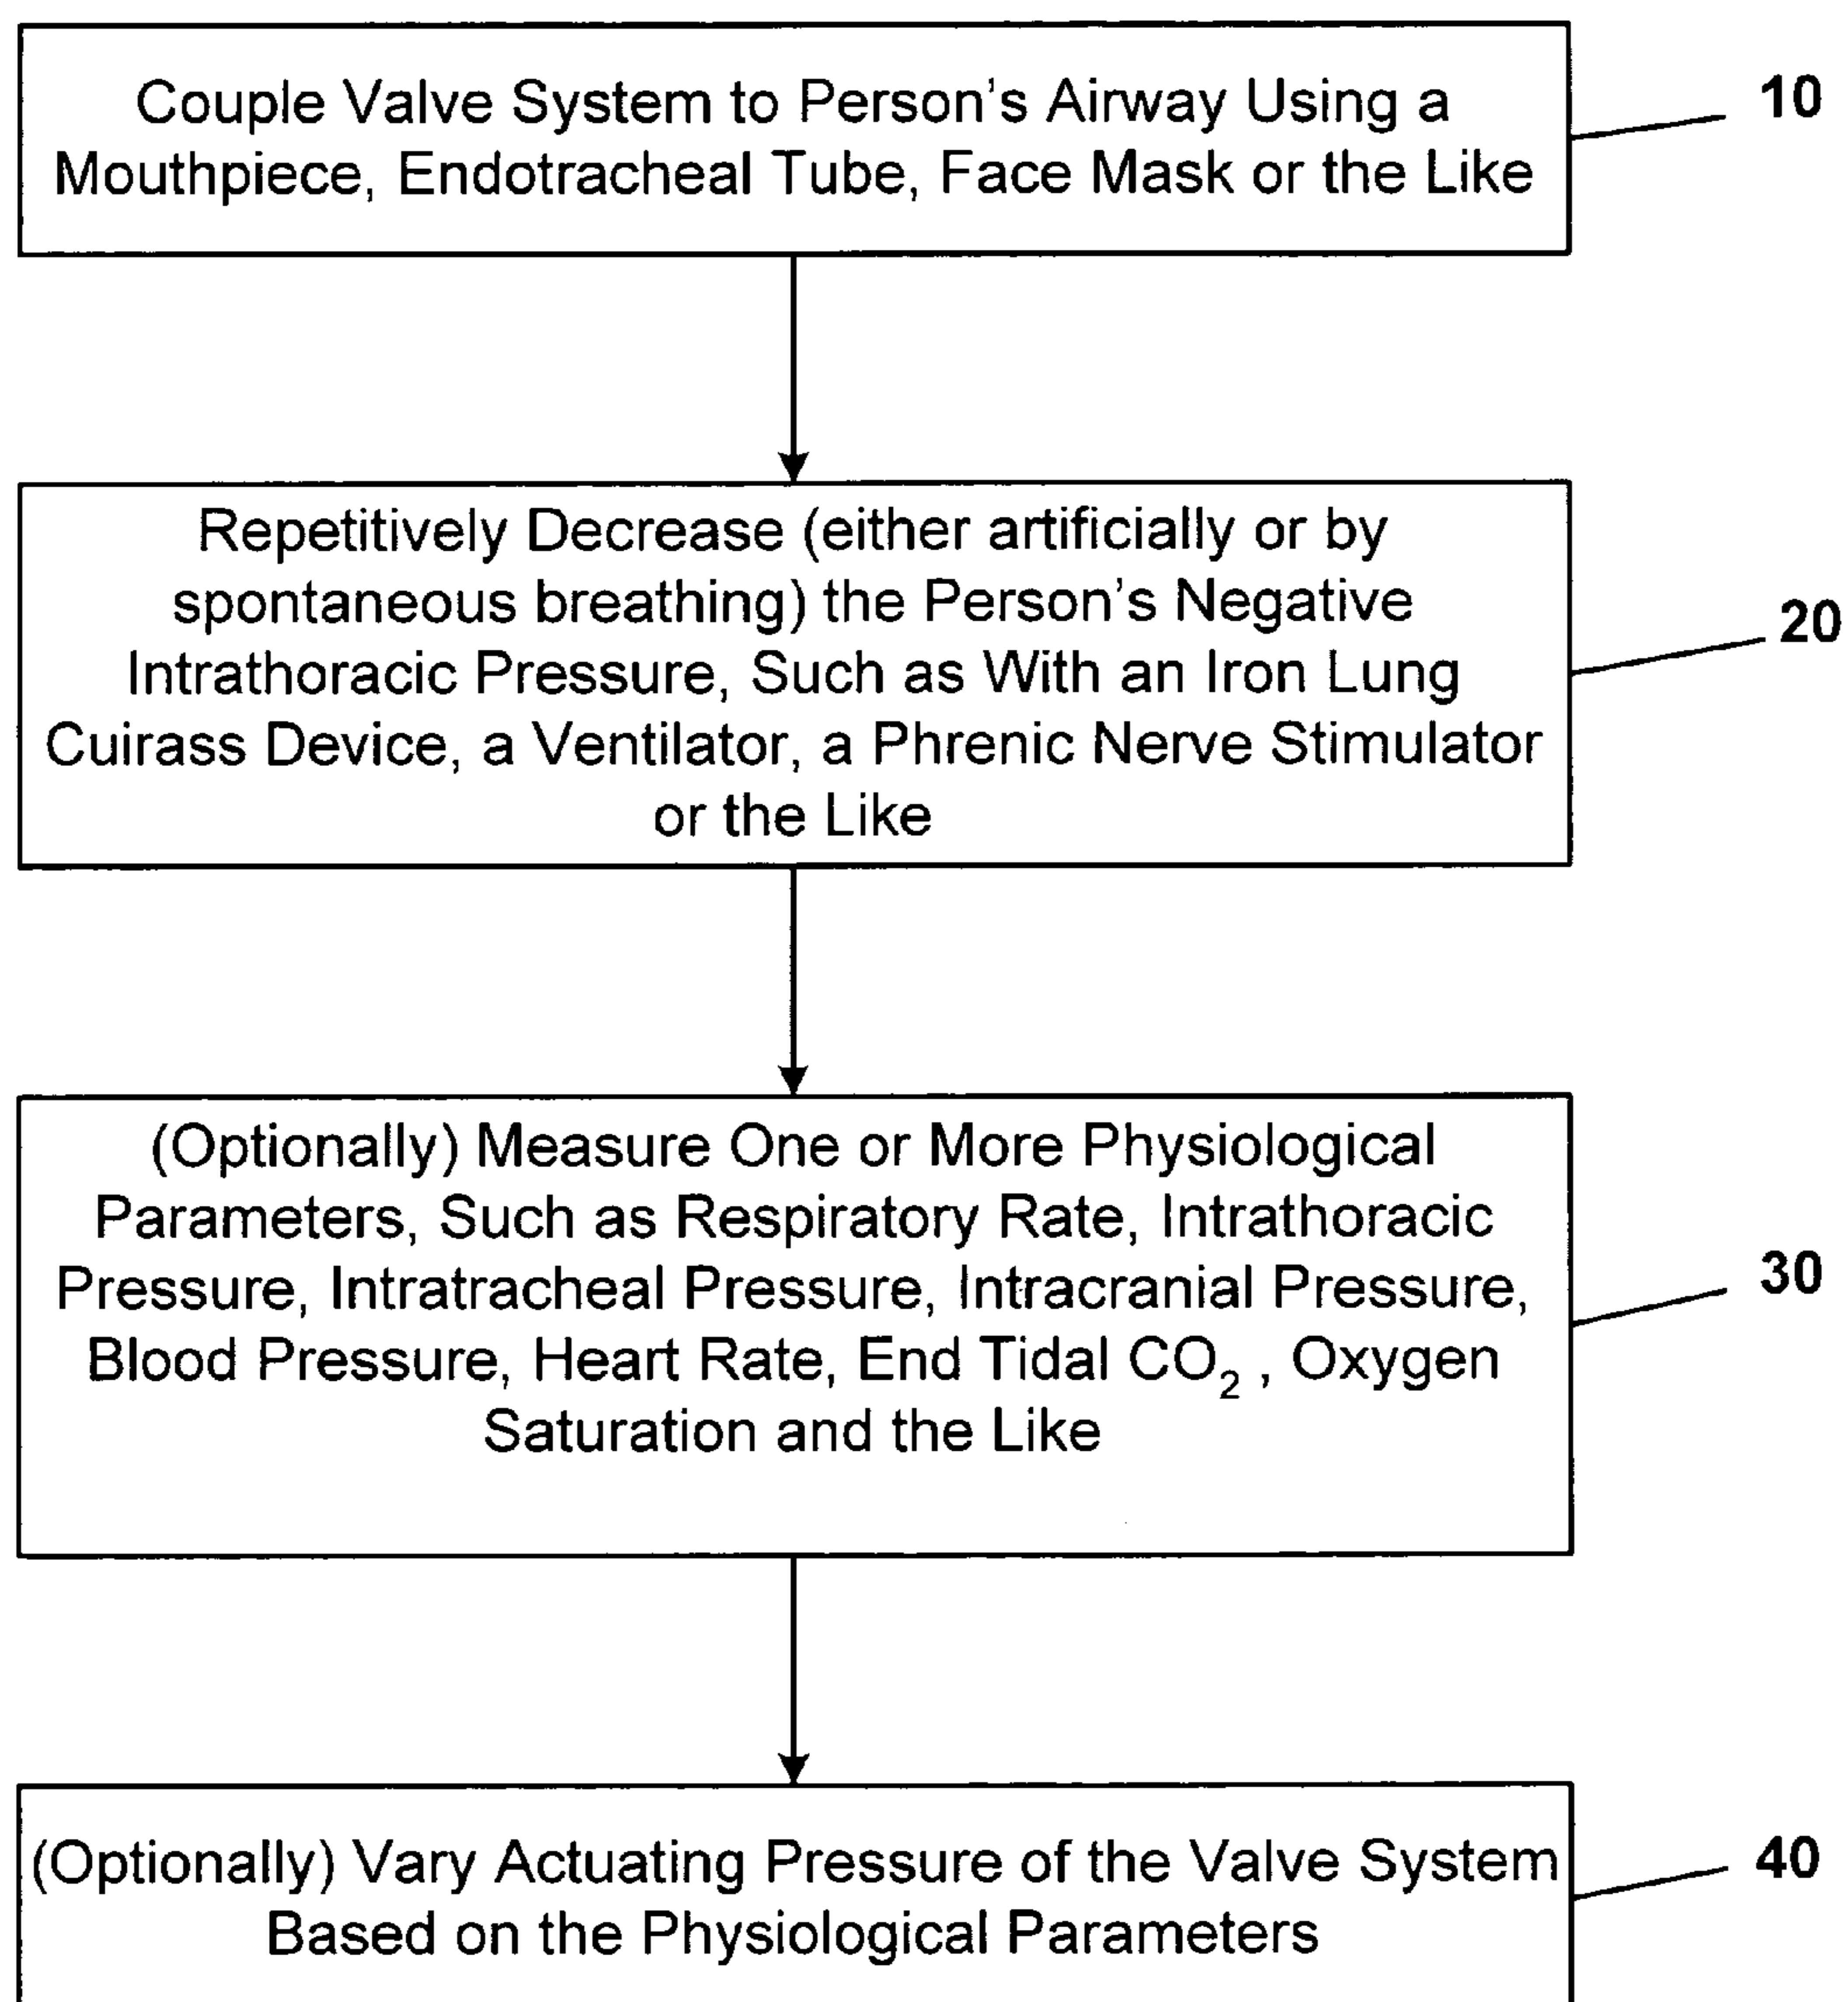 Couple Valve System to Person's Airway Using a
Mouthpiece, Endotracheal Tube, Face Mask or the Like
10
Repetitively Decrease (either artificially or by
spontaneous breathing) the Person's Negative
Intrathoracic Pressure, Such as With an Iron Lung
Cuirass Device, a Ventilator, a Phrenic Nerve Stimulator
or the Like
20
(Optionally) Measure One or More Physiological
Parameters, Such as Respiratory Rate, Intrathoracic
Pressure, Intratracheal Pressure, Intracranial Pressure,
Blood Pressure, Heart Rate, End Tidal CO₂ , Oxygen
Saturation and the Like
30
(Optionally) Vary Actuating Pressure of the Valve System
Based on the Physiological Parameters
40